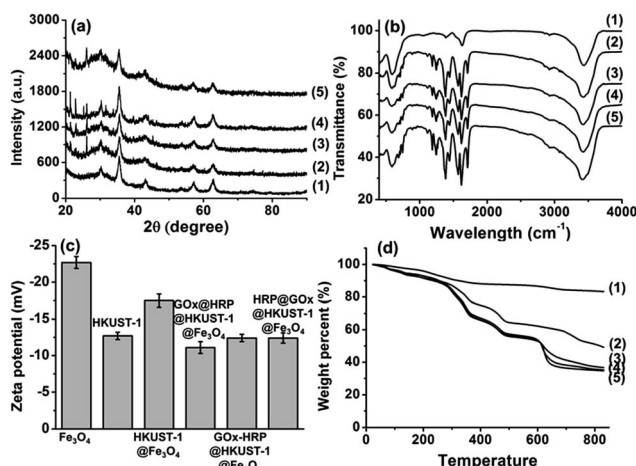 (a)
3000
2400
1800
1200
600
0
Intensity (a.u.)
(5)
(4)
(3)
(2)
(1)
20
40
60
80
2θ (degree)
(b)
100
80
60
40
20
Transmittance (%)
(1)
(2)
(3)
(4)
(5)
1000
2000
3000
4000
Wavelength (cm⁻¹)
(c)
-25
-20
-15
-10
-5
0
Zeta potential (mV)
Fe₃O₄
HKUST-1
HKUST-1
@Fe₃O₄
GOx@HRP
@HKUST-1
@Fe₃O₄
GOx-HRP
@HKUST-1
@Fe₃O
HRP@GOx
@HKUST-1
@Fe₃O₄
(d)
100
80
60
40
20
0
Weight percent (%)
(1)
(2)
(3)
(4)
(5)
0
200
400
600
800
Temperature